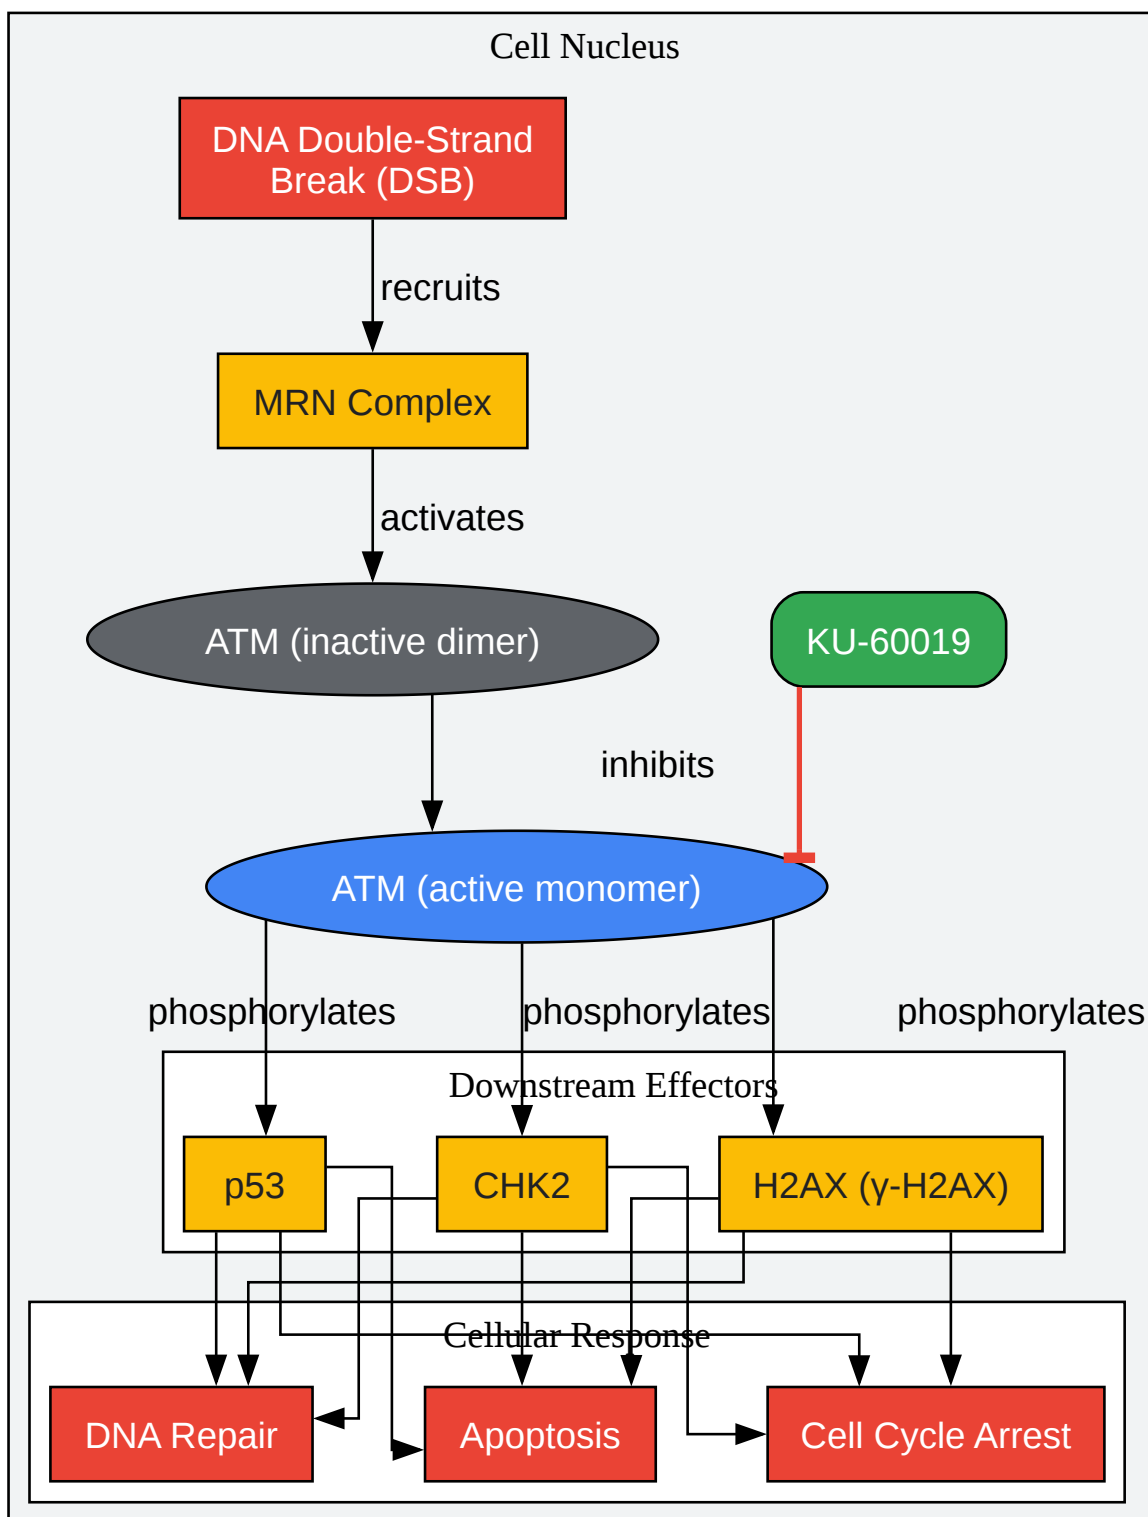 Cell Nucleus
DNA Double-Strand
Break (DSB)
recruits
MRN Complex
activates
ATM (inactive dimer)
KU-60019
inhibits
ATM (active monomer)
phosphorylates
phosphorylates
phosphorylates
Downstream Effectors
p53
CHK2
H2AX (γ-H2AX)
Cellular Response
DNA Repair
Apoptosis
Cell Cycle Arrest